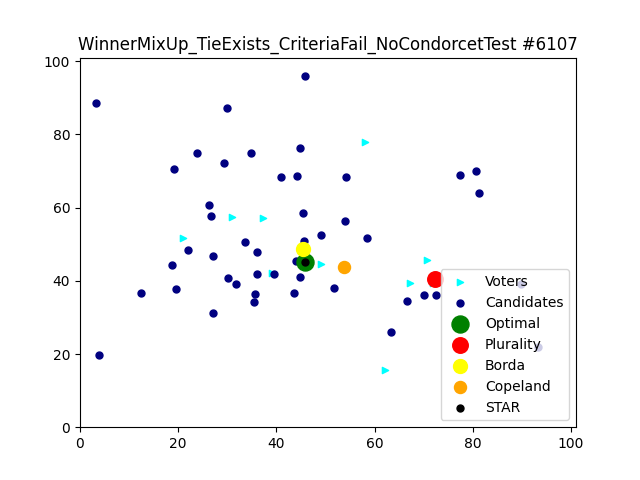 WinnerMixUp_TieExists_CriteriaFail_NoCondorcetTest #6107
100
80
60
40
20
0
0 20 40 60 80 100
Voters
Candidates
Optimal
Plurality
Borda
Copeland
STAR